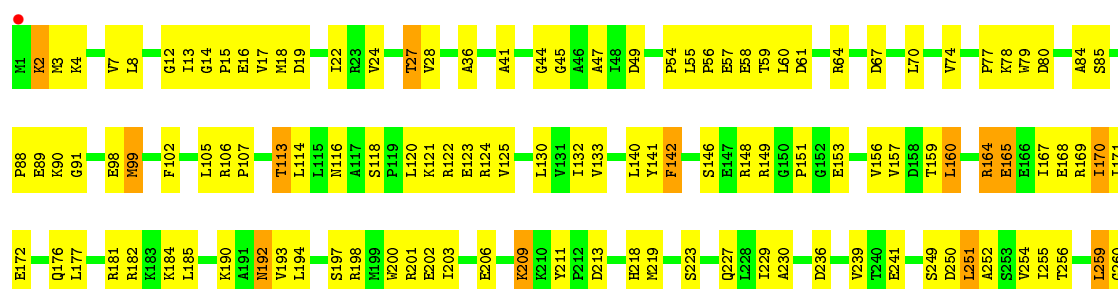 M1 K2 M3 K4 V7 L8 G12 I13 G14 P15 E16 V17 M18 D19 I22 R23 V24 T27 V28 A36 A41 G44 G45 A46 A47 I48 D49 P54 L55 P56 E57 E58 T59 L60 D61 R64 D67 L70 V74 P77 K78 W79 D80 A84 S85
P88 E89 K90 G91 E98 M99 F102 L105 R106 P107 T113 L114 L115 N116 A117 S118 P119 L120 K121 R122 E123 R124 V125 L130 V131 I132 V133 L140 Y141 F142 S146 E147 R148 R149 G150 P151 G152 E153 V156 V157 D158 T159 L160 R164 E165 E166 I167 E168 R169 I170
E172 Q176 L177 R181 R182 K183 K184 L185 K190 A191 N192 V193 L194 S197 R198 M199 W200 R201 E202 I203 E206 K209 K210 Y211 P212 D213 H218 M219 S223 Q227 L228 I229 A230 D236 V239 T240 E241 S249 D250 L251 A252 S253 V254 I255 T256 L259